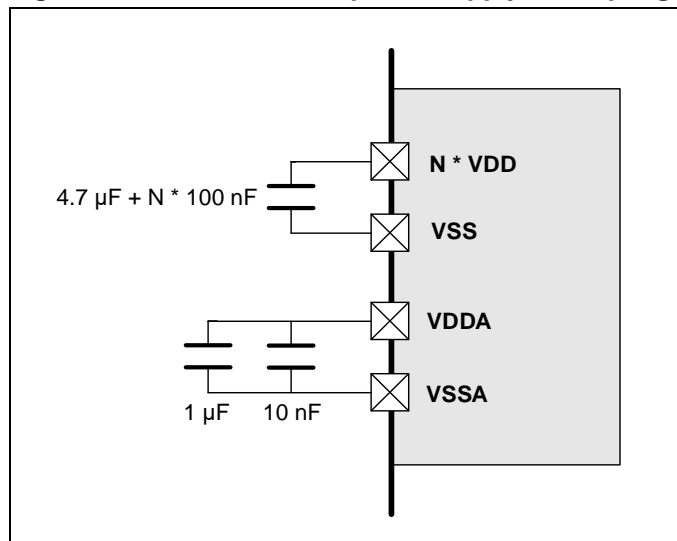 N * VDD
4.7 µF + N * 100 nF
VSS
VDDA
VSSA
1 µF 10 nF